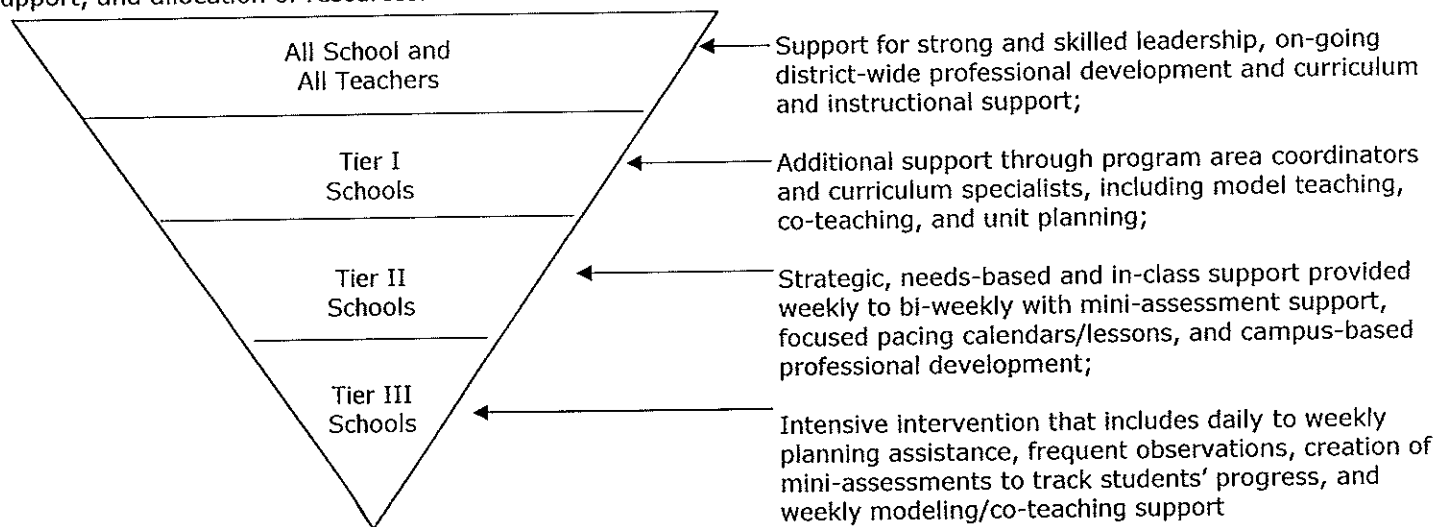 support, and allocation of resources.
All School and
All Teachers
Support for strong and skilled leadership, on-going
district-wide professional development and curriculum
and instructional support;
Tier I
Schools
Additional support through program area coordinators
and curriculum specialists, including model teaching,
co-teaching, and unit planning;
Tier II
Schools
Strategic, needs-based and in-class support provided
weekly to bi-weekly with mini-assessment support,
focused pacing calendars/lessons, and campus-based
professional development;
Tier III
Schools
Intensive intervention that includes daily to weekly
planning assistance, frequent observations, creation of
mini-assessments to track students' progress, and
weekly modeling/co-teaching support